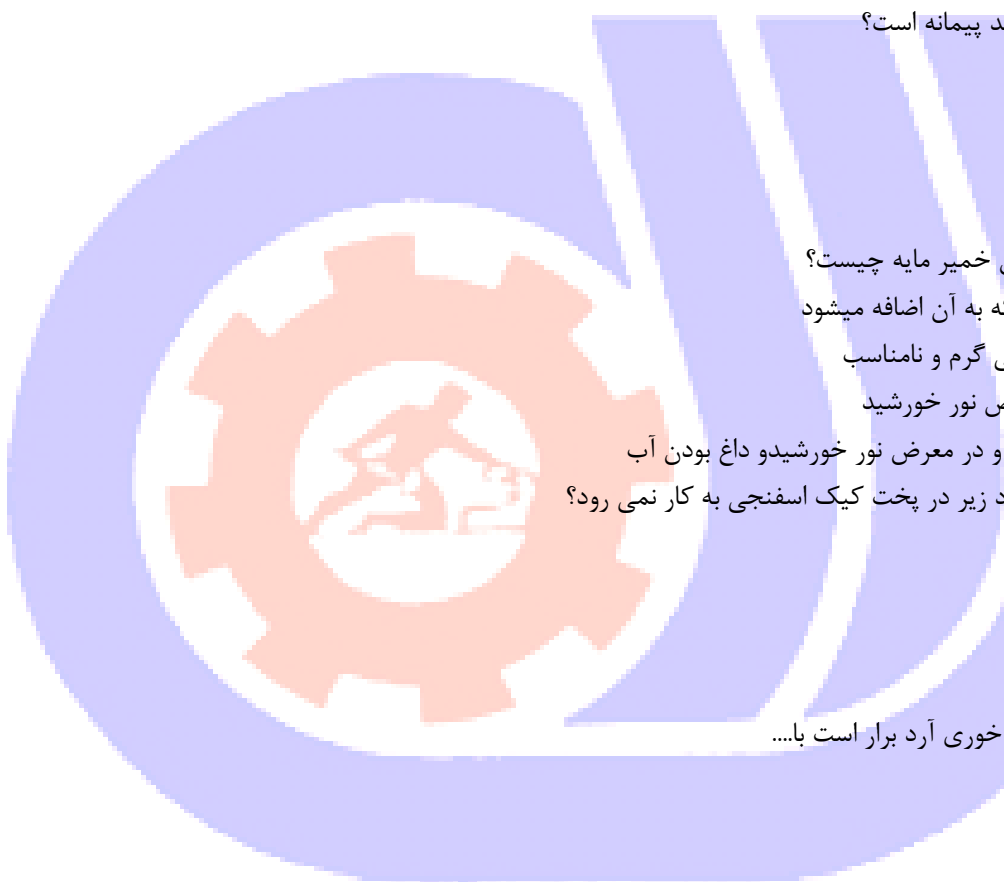 پیمانه است؟
خمیر مایه چیست؟
به آن اضافه میشود
گرم و نامناسب
نور خورشید
و در معرض نور خورشیدو داغ بودن آب
زیر در پخت کیک اسفنجی به کار نمی رود؟
خوری آرد برار است با....